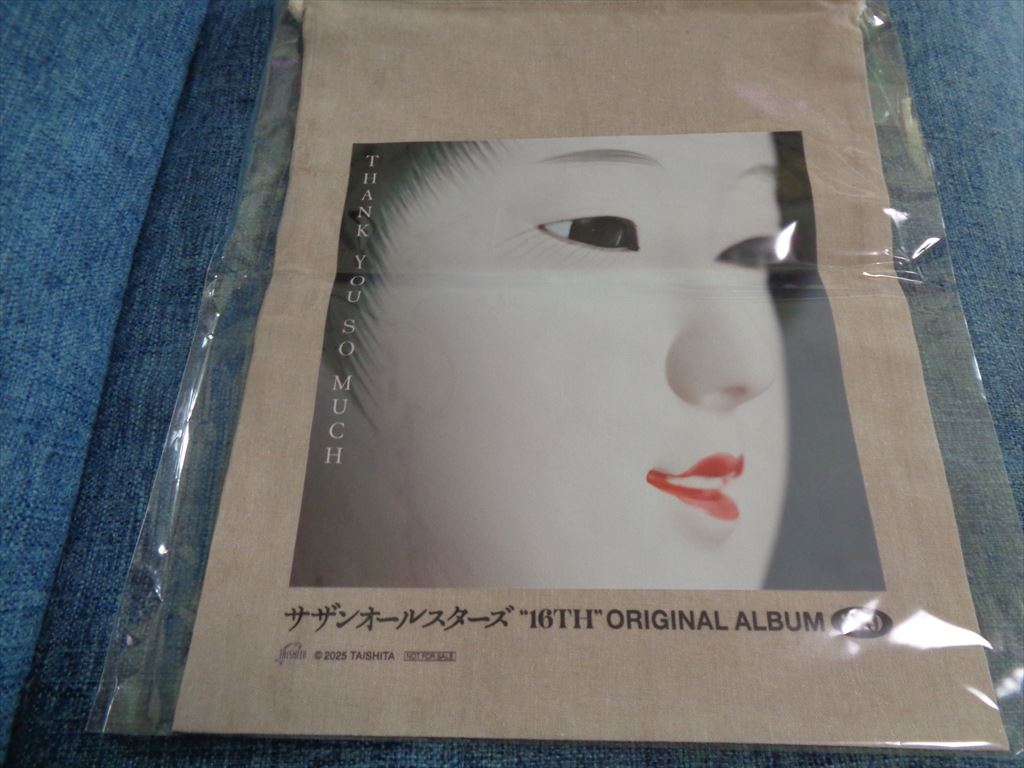 THANK YOU SO MUCH
サザンオールスターズ "16TH" ORIGINAL ALBUM
TAISHITA © 2025 TAISHITA NOT FOR SALE